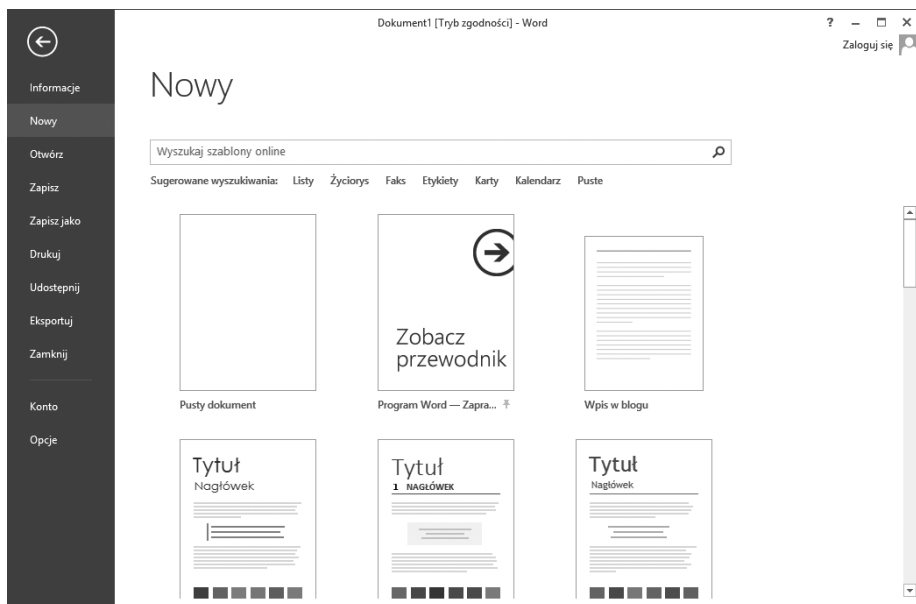 Dokument1 [Tryb zgodności] - Word
?
Zaloguj się
Informacje
Nowy
Otwórz
Zapisz
Zapisz jako
Drukuj
Udostępnij
Eksportuj
Zamknij
Konto
Opcje
Nowy
Wyszukaj szablony online
Sugerowane wyszukiwania: Listy Życiorys Faks Etykiety Karty Kalendarz Puste
Zobacz
przewodnik
Pusty dokument
Program Word — Zapra...
Wpis w blogu
Tytuł
Nagłówek
Tytuł
1 NAGŁÓWEK
Tytuł
Nagłówek